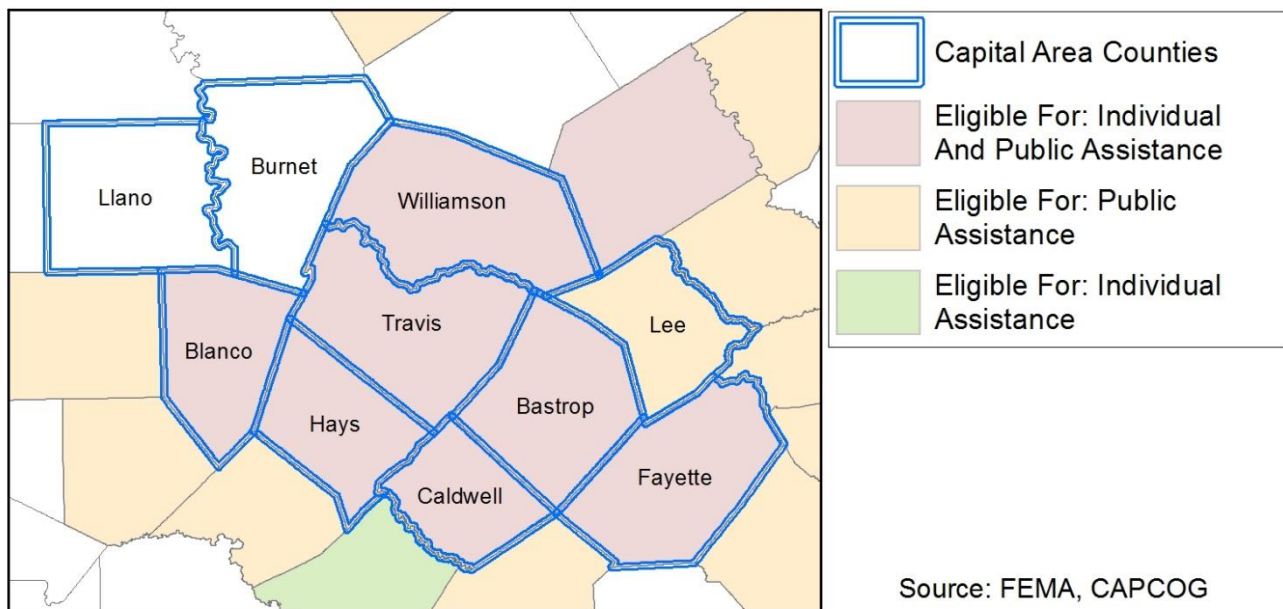 Llano
Burnet
Williamson
Blanco
Travis
Lee
Hays
Bastrop
Caldwell
Fayette
Capital Area Counties
Eligible For: Individual
And Public Assistance
Eligible For: Public
Assistance
Eligible For: Individual
Assistance
Source: FEMA, CAPCOG